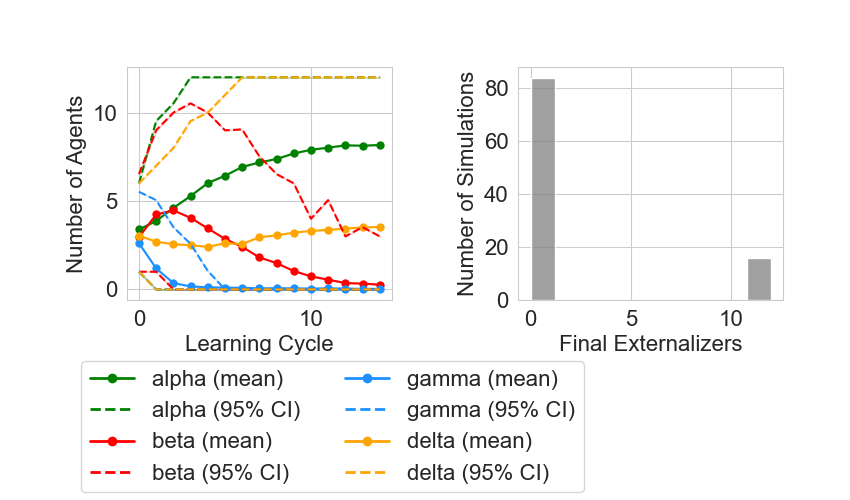 10
5
0
Number of Agents
0
10
Learning Cycle
80
60
40
20
0
Number of Simulations
0
5
10
Final Externalizers
alpha (mean)
alpha (95% CI)
beta (mean)
beta (95% CI)
gamma (mean)
gamma (95% CI)
delta (mean)
delta (95% CI)